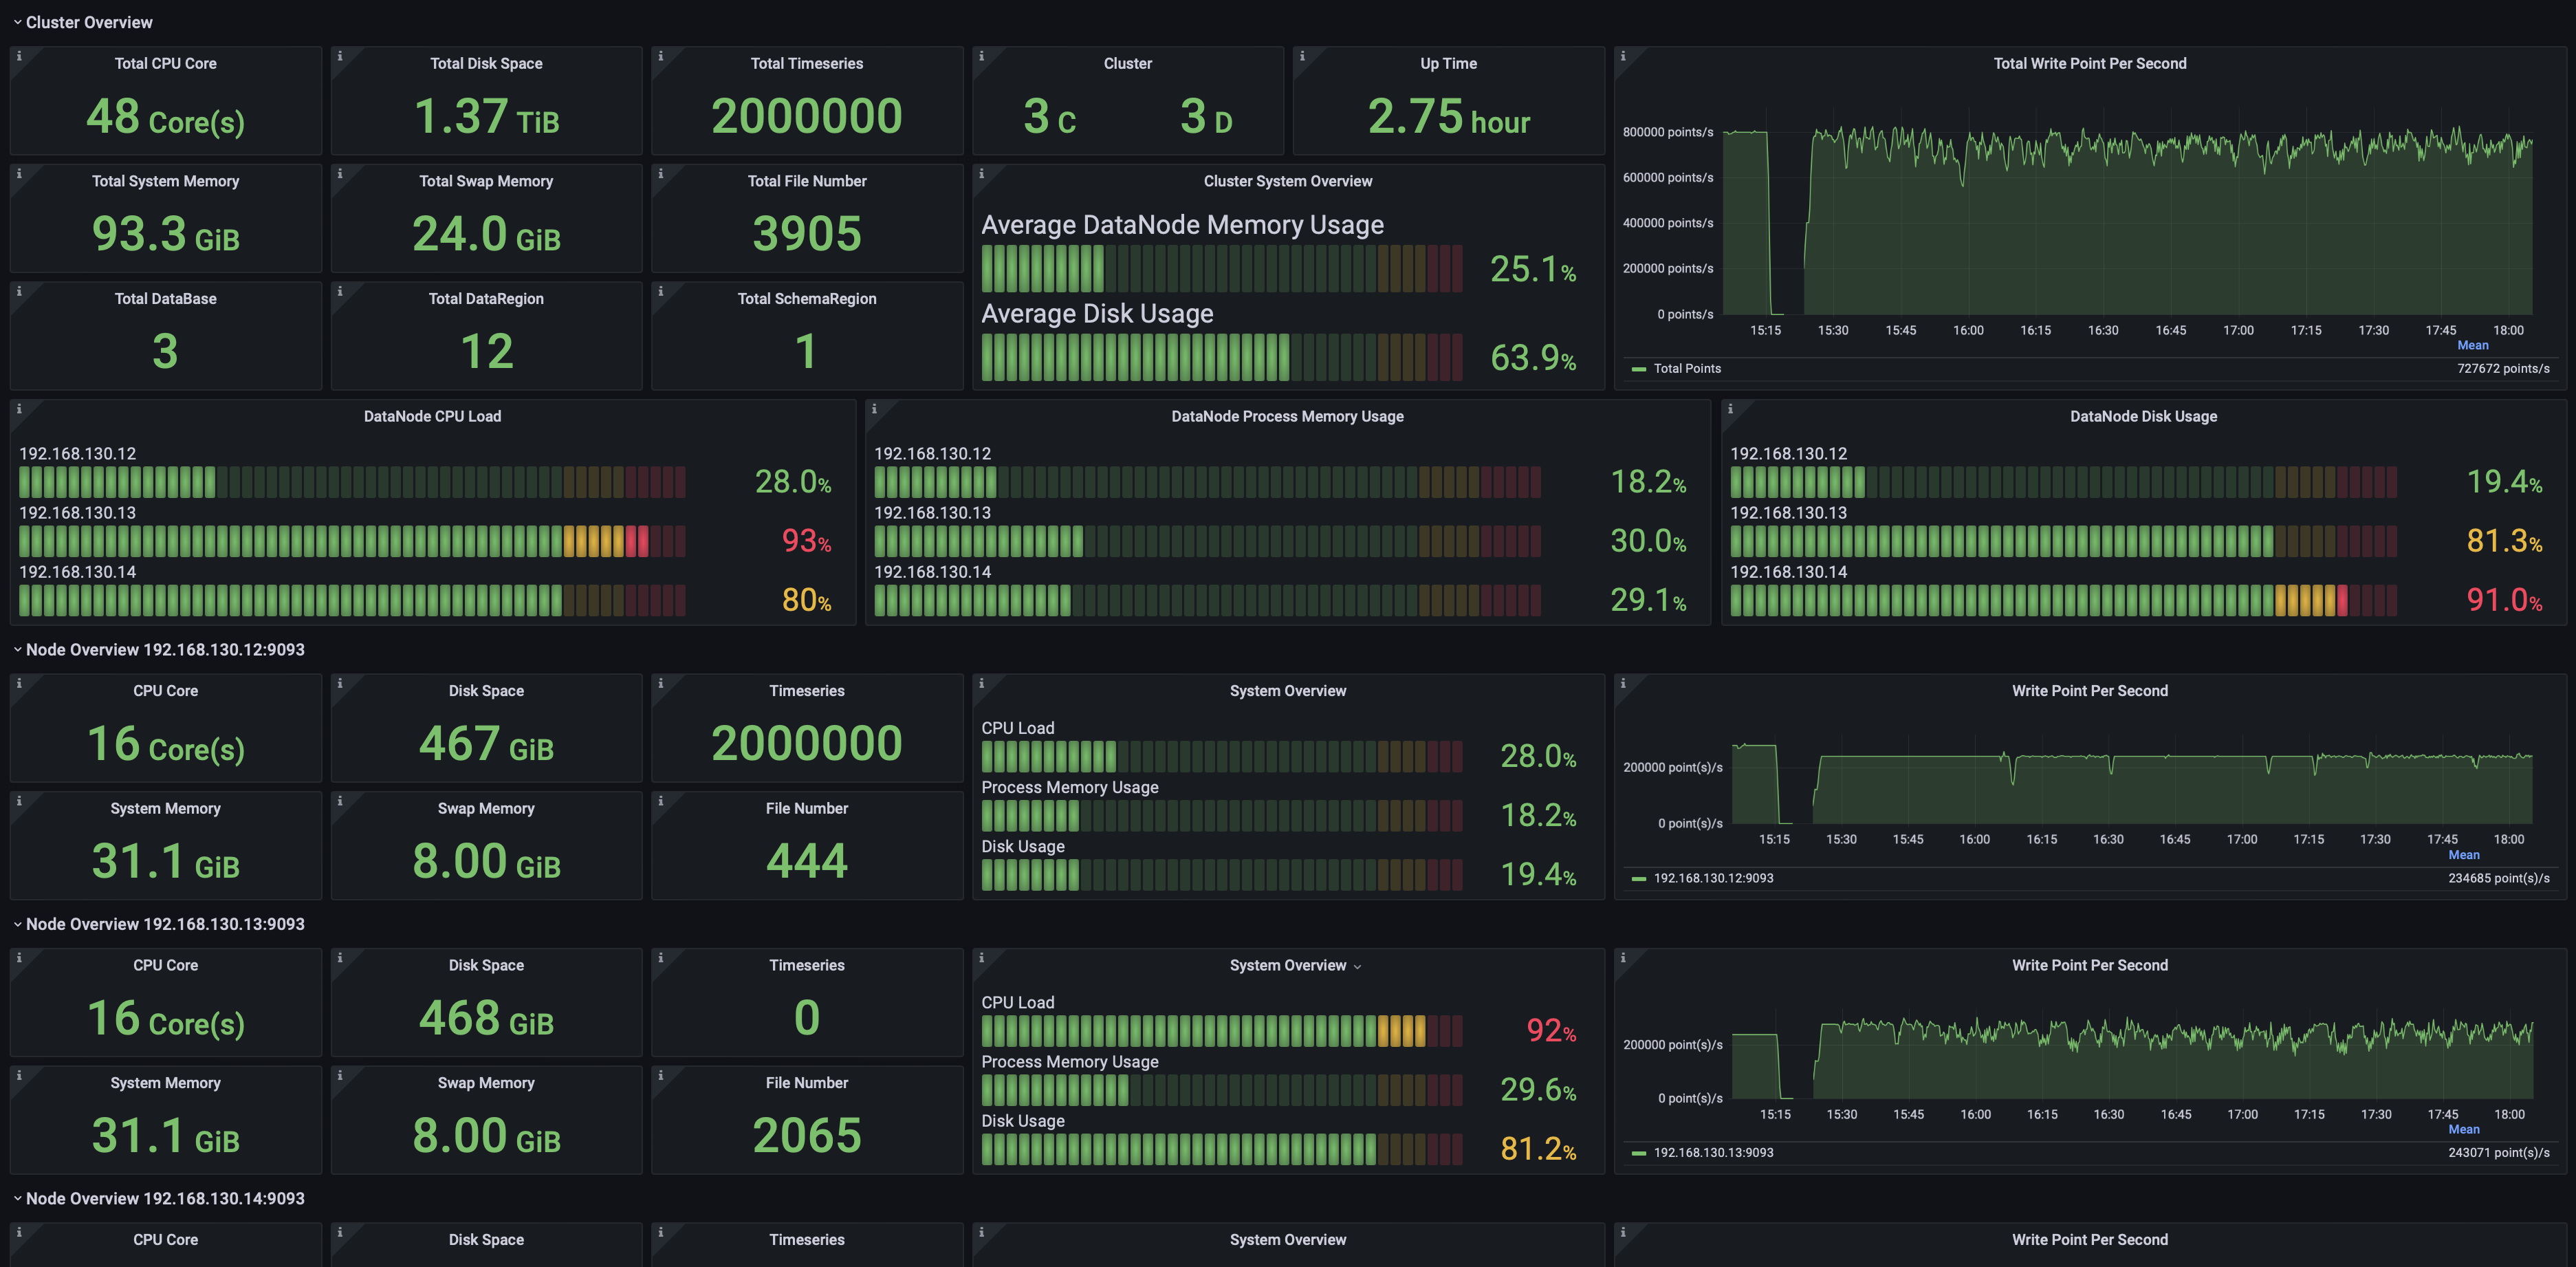 Cluster Overview
Total CPU Core
48 Core(s)
Total Disk Space
1.37 TiB
Total Timeseries
2000000
Cluster
3 C 3 D
Up Time
2.75 hour
Total System Memory
93.3 GiB
Total Swap Memory
24.0 GiB
Total File Number
3905
Total DataBase
3
Total DataRegion
12
Total SchemaRegion
1
Cluster System Overview
Average DataNode Memory Usage
25.1%
Average Disk Usage
63.9%
Total Write Point Per Second
800000 points/s
600000 points/s
400000 points/s
200000 points/s
0 points/s
15:15 15:30 15:45 16:00 16:15 16:30 16:45 17:00 17:15 17:30 17:45 18:00
Mean
Total Points 727672 points/s
DataNode CPU Load
192.168.130.12
28.0%
192.168.130.13
93%
192.168.130.14
80%
DataNode Process Memory Usage
192.168.130.12
18.2%
192.168.130.13
30.0%
192.168.130.14
29.1%
DataNode Disk Usage
192.168.130.12
19.4%
192.168.130.13
81.3%
192.168.130.14
91.0%
Node Overview 192.168.130.12:9093
CPU Core
16 Core(s)
Disk Space
467 GiB
Timeseries
2000000
System Memory
31.1 GiB
Swap Memory
8.00 GiB
File Number
444
System Overview
CPU Load
28.0%
Process Memory Usage
18.2%
Disk Usage
19.4%
Write Point Per Second
200000 point(s)/s
0 point(s)/s
15:15 15:30 15:45 16:00 16:15 16:30 16:45 17:00 17:15 17:30 17:45 18:00
Mean
192.168.130.12:9093 234685 point(s)/s
Node Overview 192.168.130.13:9093
CPU Core
16 Core(s)
Disk Space
468 GiB
Timeseries
0
System Memory
31.1 GiB
Swap Memory
8.00 GiB
File Number
2065
System Overview
CPU Load
92%
Process Memory Usage
29.6%
Disk Usage
81.2%
Write Point Per Second
200000 point(s)/s
0 point(s)/s
15:15 15:30 15:45 16:00 16:15 16:30 16:45 17:00 17:15 17:30 17:45 18:00
Mean
192.168.130.13:9093 243071 point(s)/s
Node Overview 192.168.130.14:9093
CPU Core
Disk Space
Timeseries
System Overview
Write Point Per Second